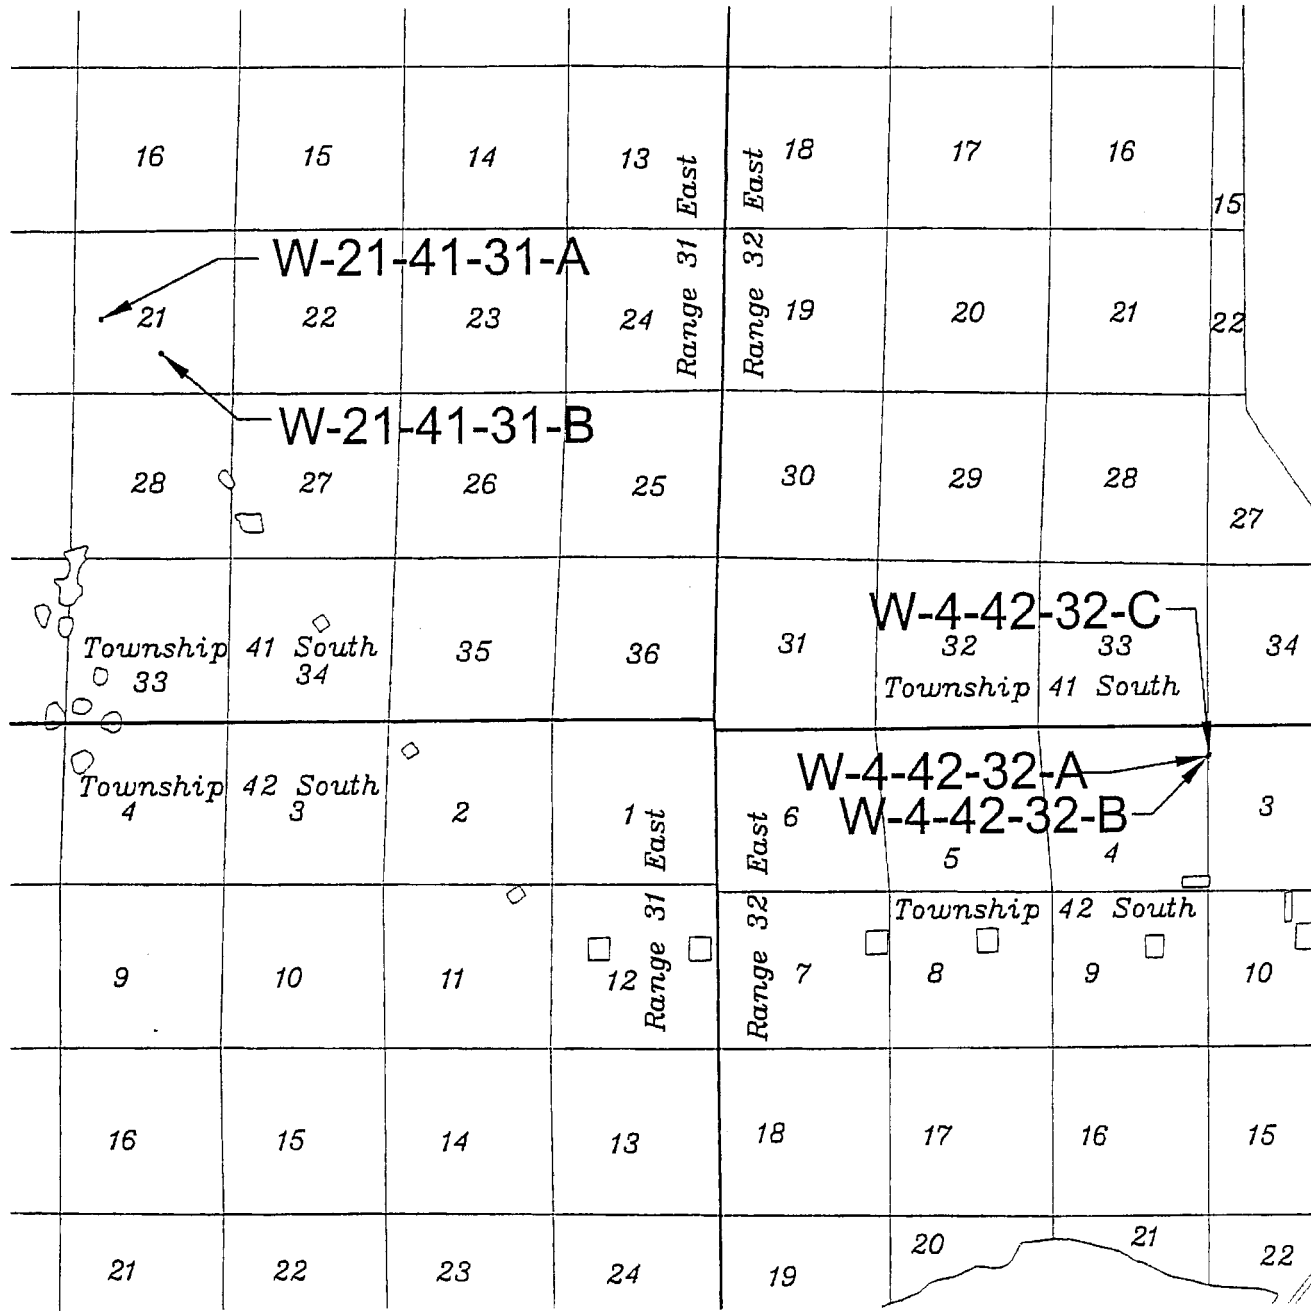 16 15 14 13 18 17 16
15
Range 31 East
Range 32 East
W-21-41-31-A
21 22 23 24 19 20 21 22
W-21-41-31-B
28 27 26 25 30 29 28
27
W-4-42-32-C
Township 41 South
33 34 35 36 31 32 33 34
Township 41 South
W-4-42-32-A
Township 42 South
W-4-42-32-B
4 3 2 1 6 3
5 4
Range 31 East
Range 32 East
Township 42 South
9 10 11 12 7 8 9 10
16 15 14 13 18 17 16 15
21 22 23 24 19 20 21 22